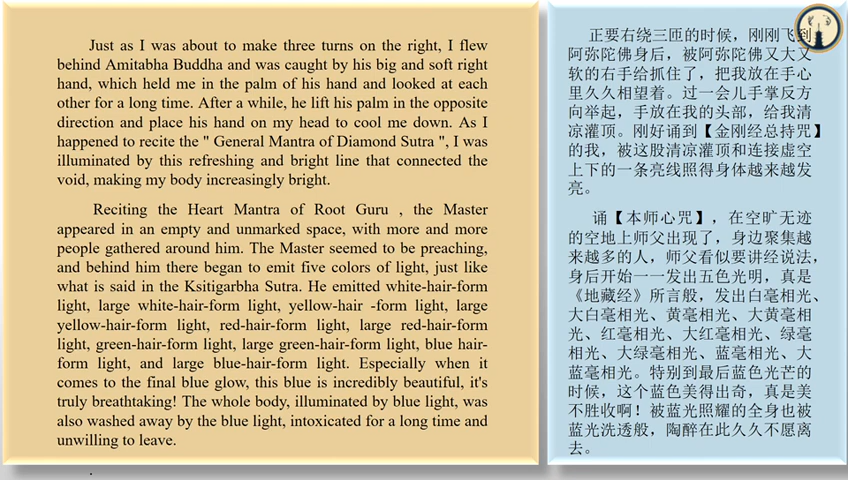 Just as I was about to make three turns on the right, I flew
behind Amitabha Buddha and was caught by his big and soft right
hand, which held me in the palm of his hand and looked at each
other for a long time. After a while, he lift his palm in the opposite
direction and place his hand on my head to cool me down. As I
happened to recite the " General Mantra of Diamond Sutra ", I was
illuminated by this refreshing and bright line that connected the
void, making my body increasingly bright.
Reciting the Heart Mantra of Root Guru , the Master
appeared in an empty and unmarked space, with more and more
people gathered around him. The Master seemed to be preaching,
and behind him there began to emit five colors of light, just like
what is said in the Ksitigarbha Sutra. He emitted white-hair-form
light, large white-hair-form light, yellow-hair -form light, large
yellow-hair-form light, red-hair-form light, large red-hair-form
light, green-hair-form light, large green-hair-form light, blue hair-
form light, and large blue-hair-form light. Especially when it
comes to the final blue glow, this blue is incredibly beautiful, it's
truly breathtaking! The whole body, illuminated by blue light, was
also washed away by the blue light, intoxicated for a long time and
unwilling to leave.
.
正要右绕三匝的时候，刚刚飞到
阿弥陀佛身后，被阿弥陀佛又大又
软的右手给抓住了，把我放在手心
里久久相望着。过一会儿手掌反方
向举起，手放在我的头部，给我清
凉灌顶。刚好诵到【金刚经总持咒】
的我，被这股清凉灌顶和连接虚空
上下的一条亮线照得身体越来越发
亮。
诵【本师心咒】，在空旷无迹
的空地上师父出现了，身边聚集越
来越多的人，师父看似要讲经说法，
身后开始一一发出五色光明，真是
《地藏经》所言般，发出白毫相光、
大白毫相光、黄毫相光、大黄毫相
光、红毫相光、大红毫相光、绿毫
相光、大绿毫相光、蓝毫相光、大
蓝毫相光。特别到最后蓝色光芒的
时候，这个蓝色美得出奇，真是美
不胜收啊！被蓝光照耀的全身也被
蓝光洗透般，陶醉在此久久不愿离
去。